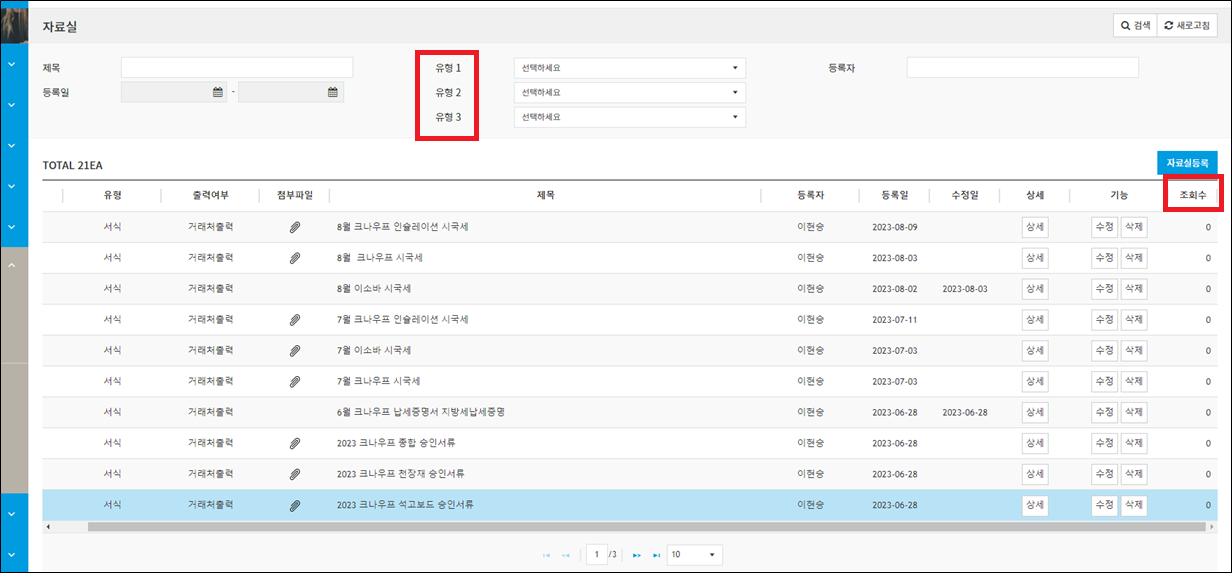 자료실
검색 새로고침
제목 유형 1 선택하세요 등록자
등록일 - 유형 2 선택하세요
유형 3 선택하세요
TOTAL 21EA 자료실등록
유형 출력여부 첨부파일 제목 등록자 등록일 수정일 상세 기능 조회수
서식 거래처출력 8월 크나우프 인슐레이션 시국세 이현승 2023-08-09 상세 수정 삭제 0
서식 거래처출력 8월 크나우프 시국세 이현승 2023-08-03 상세 수정 삭제 0
서식 거래처출력 8월 이소바 시국세 이현승 2023-08-02 2023-08-03 상세 수정 삭제 0
서식 거래처출력 7월 크나우프 인슐레이션 시국세 이현승 2023-07-11 상세 수정 삭제 0
서식 거래처출력 7월 이소바 시국세 이현승 2023-07-03 상세 수정 삭제 0
서식 거래처출력 7월 크나우프 시국세 이현승 2023-07-03 상세 수정 삭제 0
서식 거래처출력 6월 크나우프 납세증명서 지방세납세증명 이현승 2023-06-28 2023-06-28 상세 수정 삭제 0
서식 거래처출력 2023 크나우프 종합 승인서류 이현승 2023-06-28 상세 수정 삭제 0
서식 거래처출력 2023 크나우프 천장재 승인서류 이현승 2023-06-28 상세 수정 삭제 0
서식 거래처출력 2023 크나우프 석고보드 승인서류 이현승 2023-06-28 상세 수정 삭제 0
1 /3 10